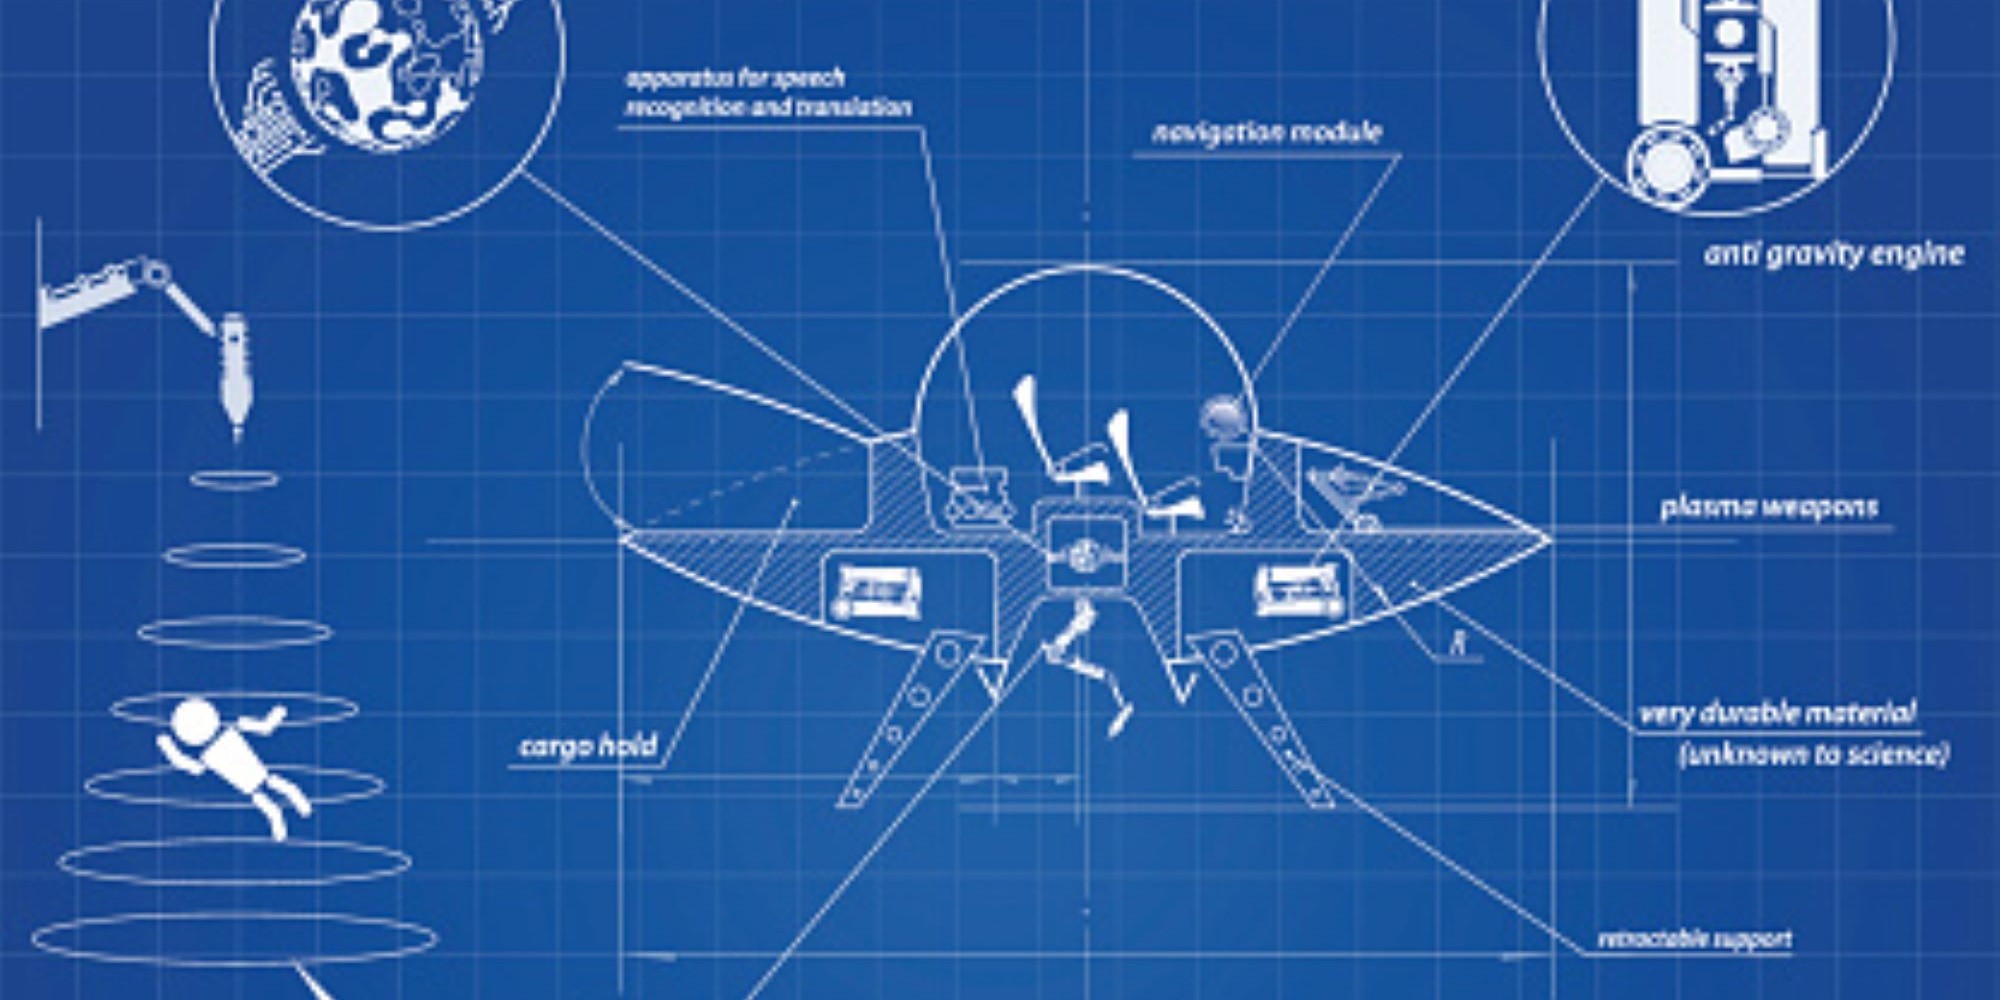 apparatus for speech
recognition and translation
navigation module
anti gravity engine
plasma weapons
R
very durable material
(unknown to science)
cargo hold
retractable support